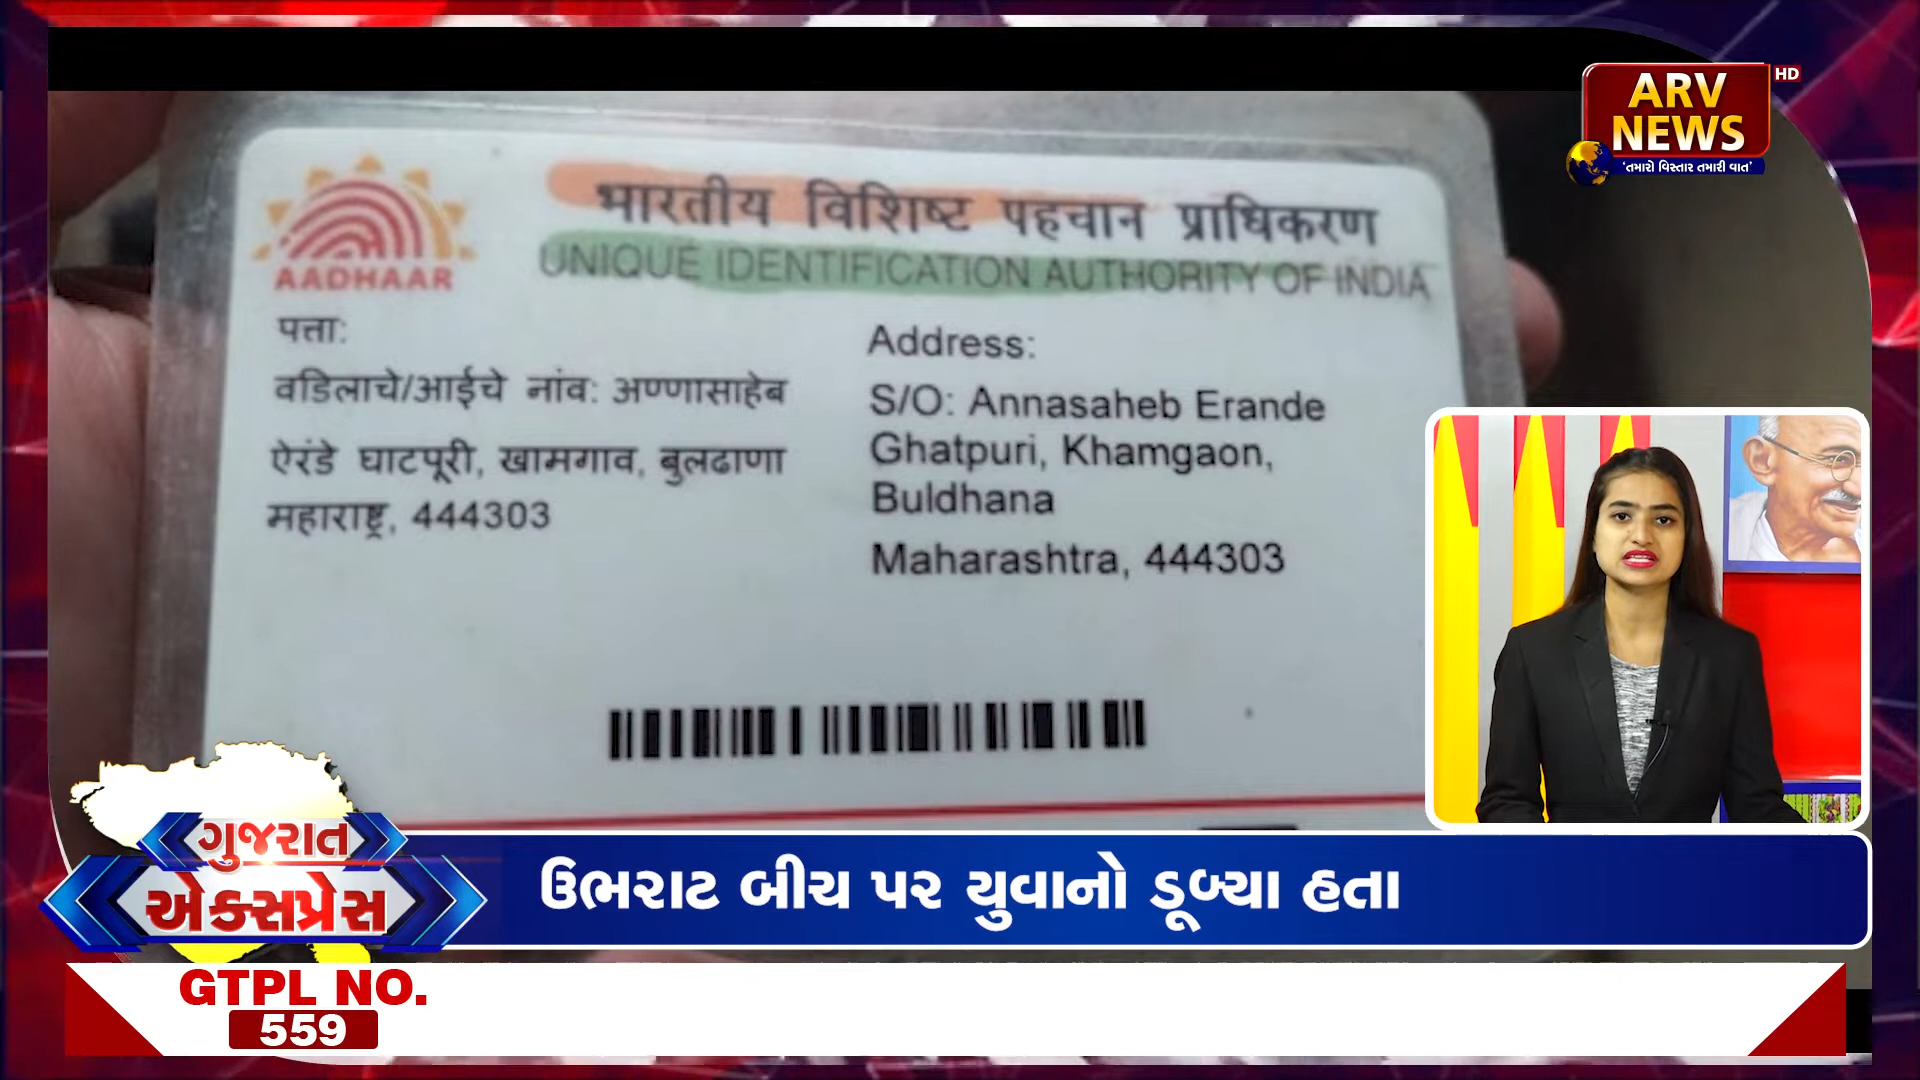 ARV
NEWS
HD
'તમારો વિસ્તાર તમારી વાત'
AADHAAR
भारतीय विशिष्ट पहचान प्राधिकरण
UNIQUE IDENTIFICATION AUTHORITY OF INDIA
पत्ता:
वडिलाचे/आईचे नांव: अण्णासाहेब
ऐरंडे घाटपूरी, खामगाव, बुलढाणा
महाराष्ट्र, 444303
Address:
S/O: Annasaheb Erande
Ghatpuri, Khamgaon,
Buldhana
Maharashtra, 444303
ગુજરાત
એક્સપ્રેસ
ઉભરાટ બીચ પર યુવાનો ડૂબ્યા હતા
GTPL NO.
559